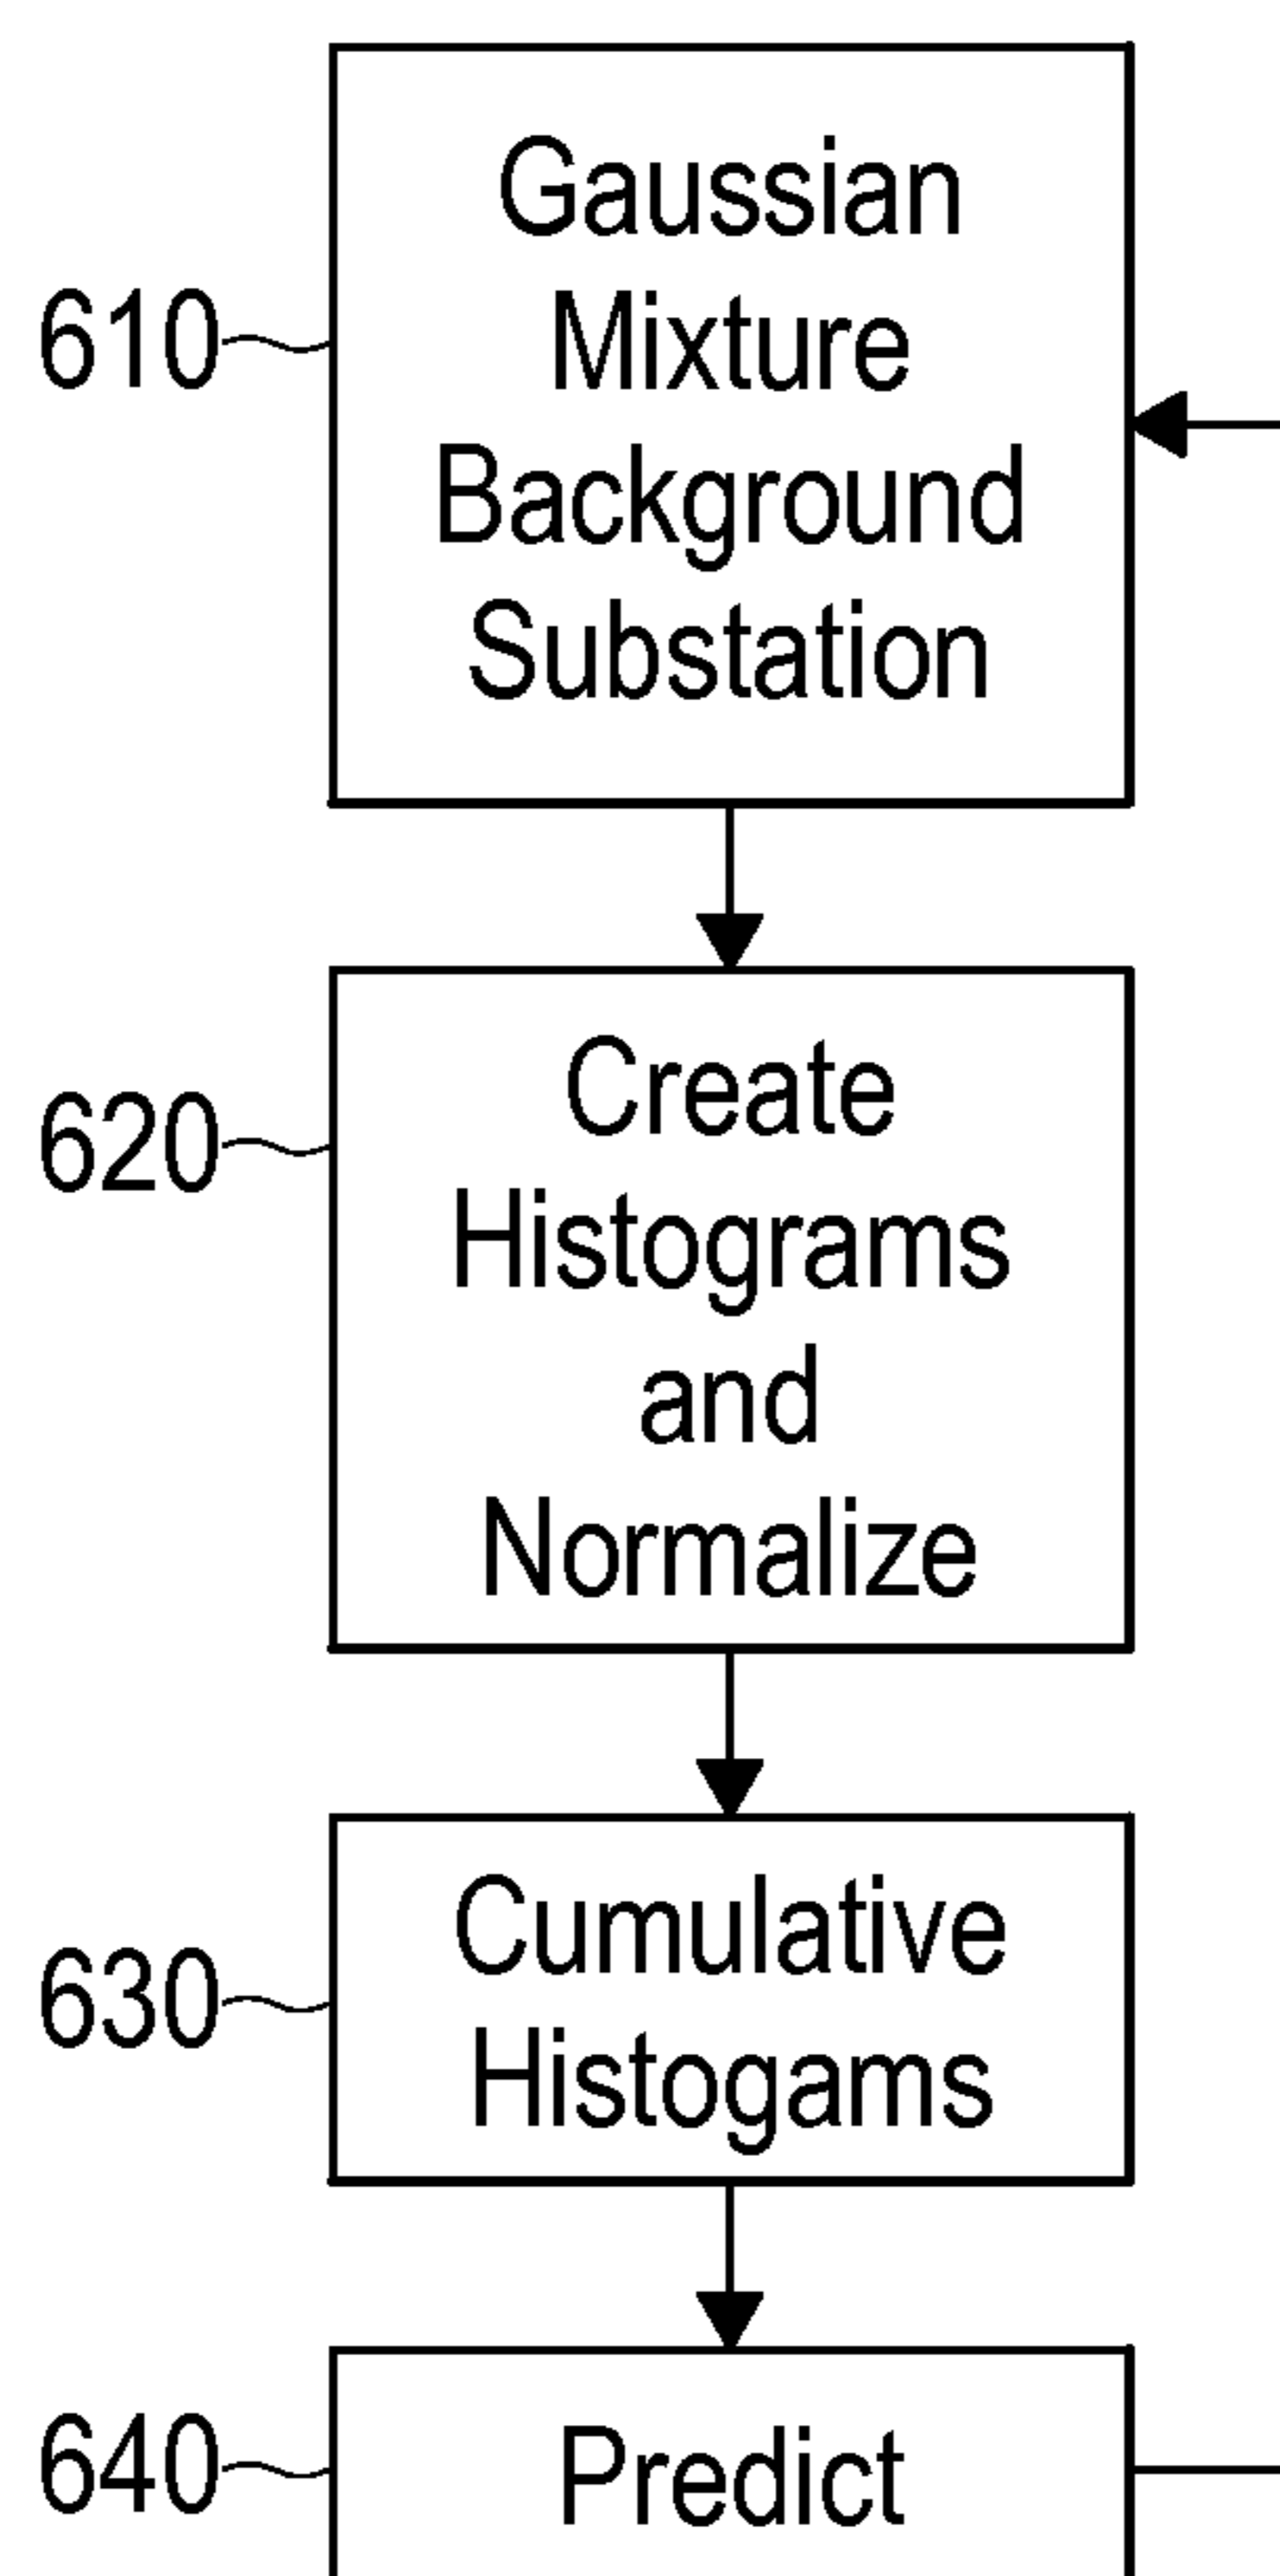 610
Gaussian
Mixture
Background
Substation
620
Create
Histograms
and
Normalize
630
Cumulative
Histogams
640
Predict